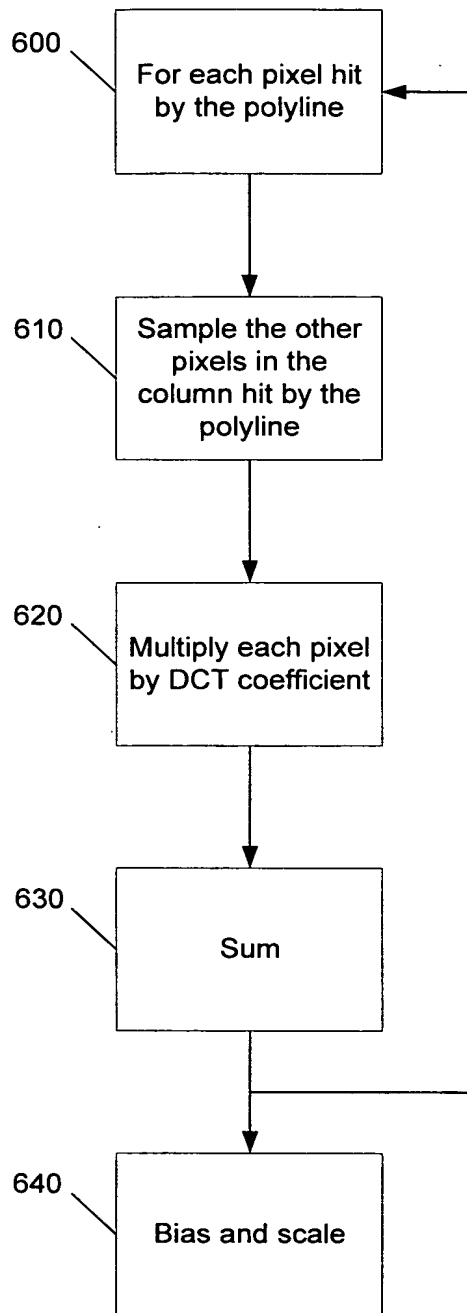 600
For each pixel hit
by the polyline
610
Sample the other
pixels in the
column hit by the
polyline
620
Multiply each pixel
by DCT coefficient
630
Sum
640
Bias and scale